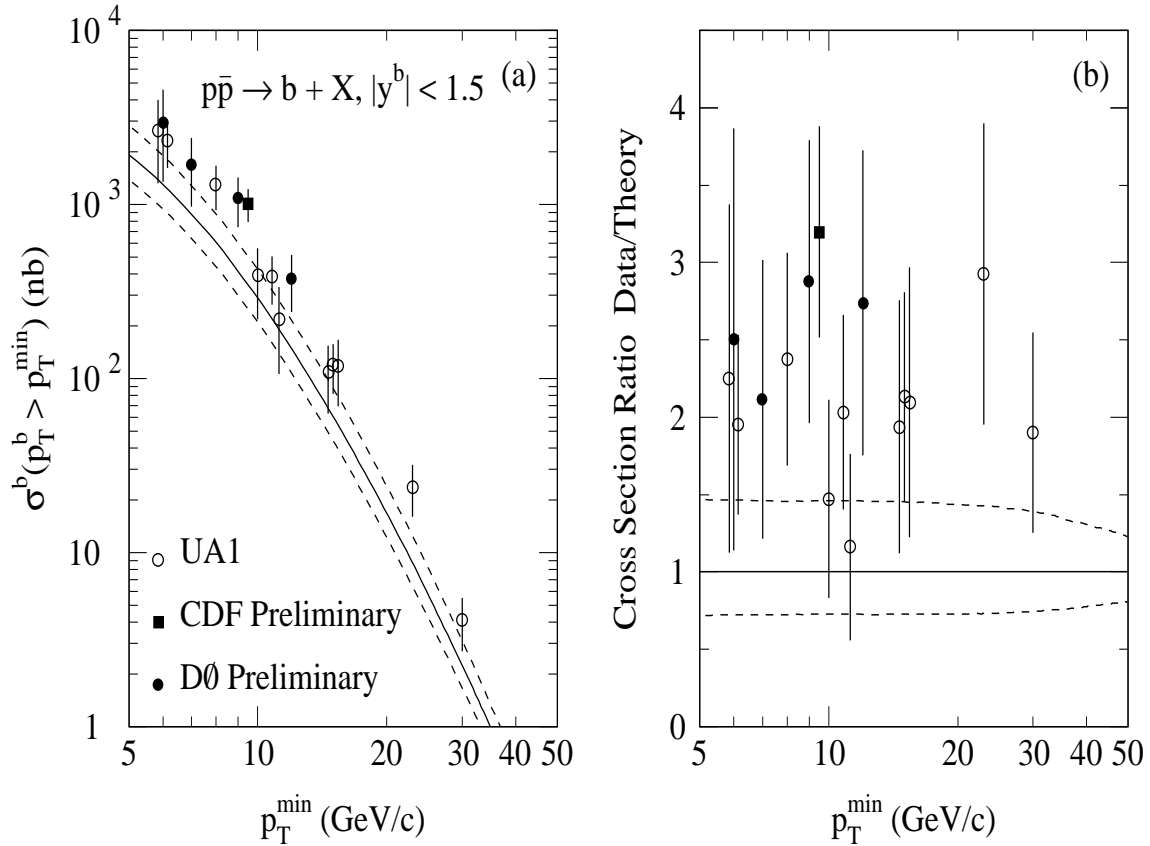 (a)
pp̄ → b + X, |y^b| < 1.5
σ^b(p_T^b > p_T^min) (nb)
10^4
10^3
10^2
10
1
UA1
CDF Preliminary
DØ Preliminary
5 10 20 30 50
p_T^min (GeV/c)
(b)
Cross Section Ratio Data/Theory
4
3
2
1
0
5 10 20 30 50
p_T^min (GeV/c)